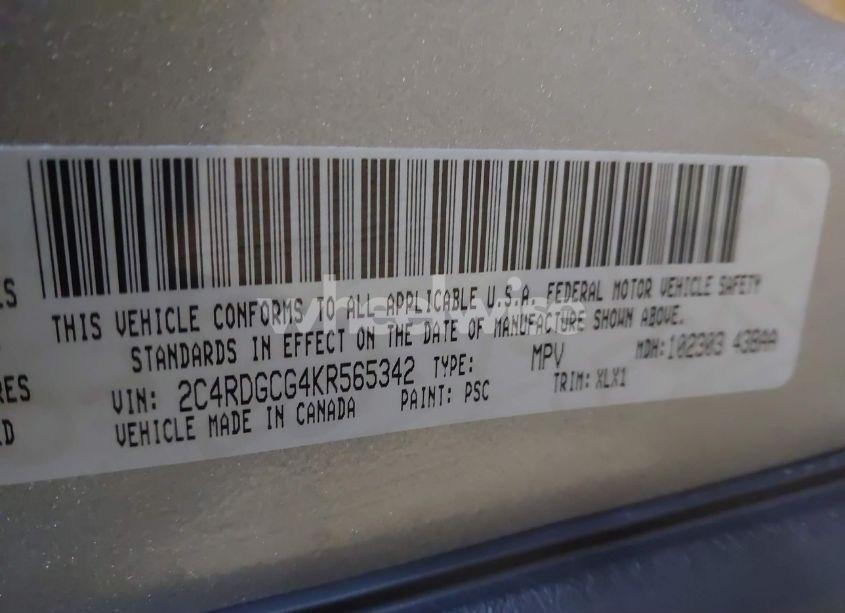 THIS VEHICLE CONFORMS TO ALL APPLICABLE U.S.A. FEDERAL MOTOR VEHICLE SAFETY
STANDARDS IN EFFECT ON THE DATE OF MANUFACTURE SHOWN ABOVE.
VIN: 2C4RDGCG4KR565342 TYPE: MPV MDH: 102303 43BAA
VEHICLE MADE IN CANADA PAINT: PSC TRIM: XLX1
wheelwise